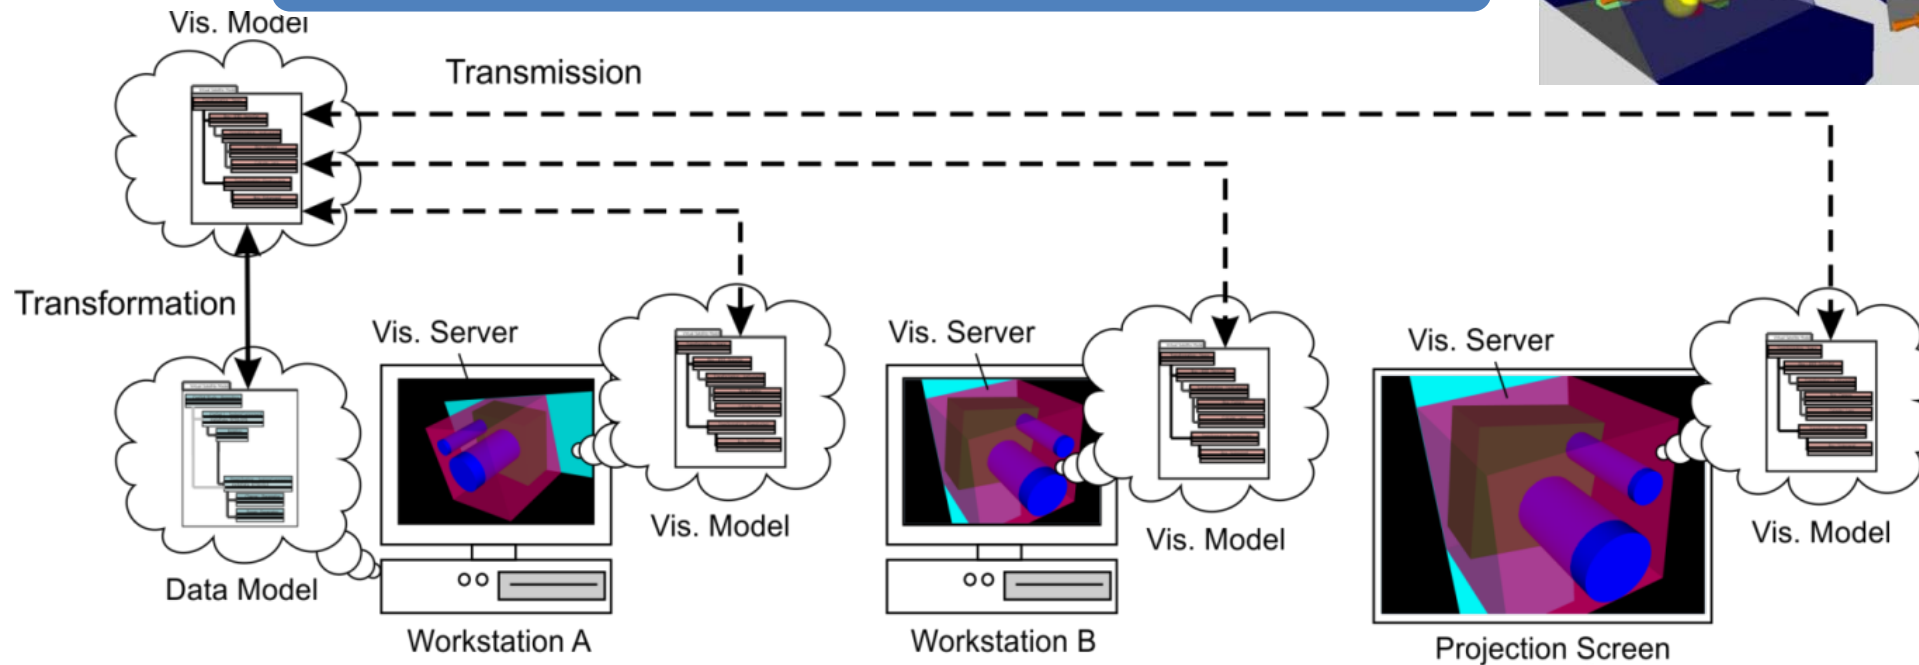 Vis. Model
Transmission
Transformation
Vis. Server
Vis. Server
Vis. Server
Vis. Model
Vis. Model
Vis. Model
Data Model
Workstation A
Workstation B
Projection Screen